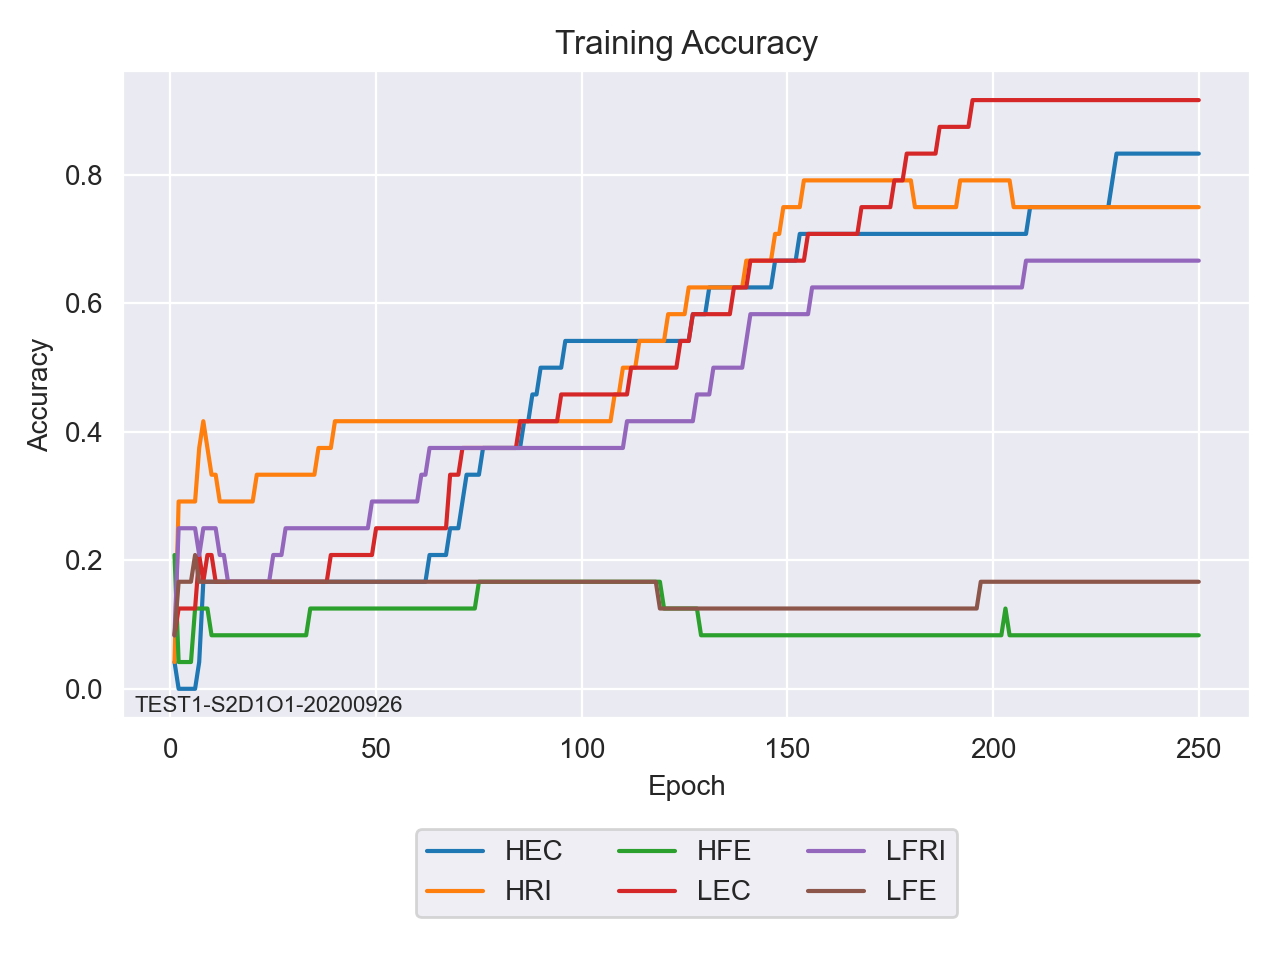 Training Accuracy
Accuracy
0.8
0.6
0.4
0.2
0.0
TEST1-S2D1O1-20200926
0 50 100 150 200 250
Epoch
HEC HFE LFRI
HRI LEC LFE